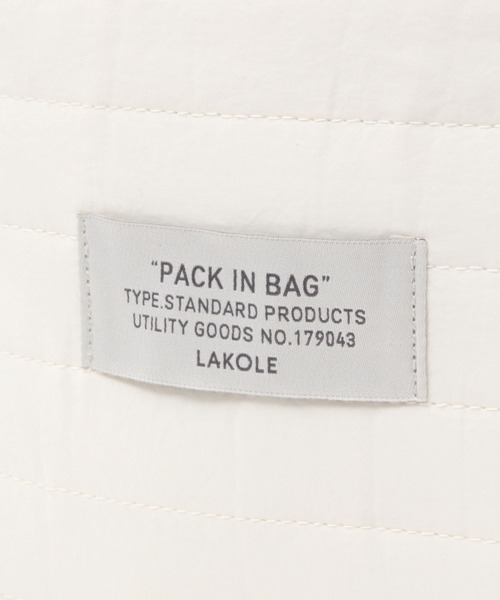 “PACK IN BAG”
TYPE.STANDARD PRODUCTS
UTILITY GOODS NO.179043
LAKOLE